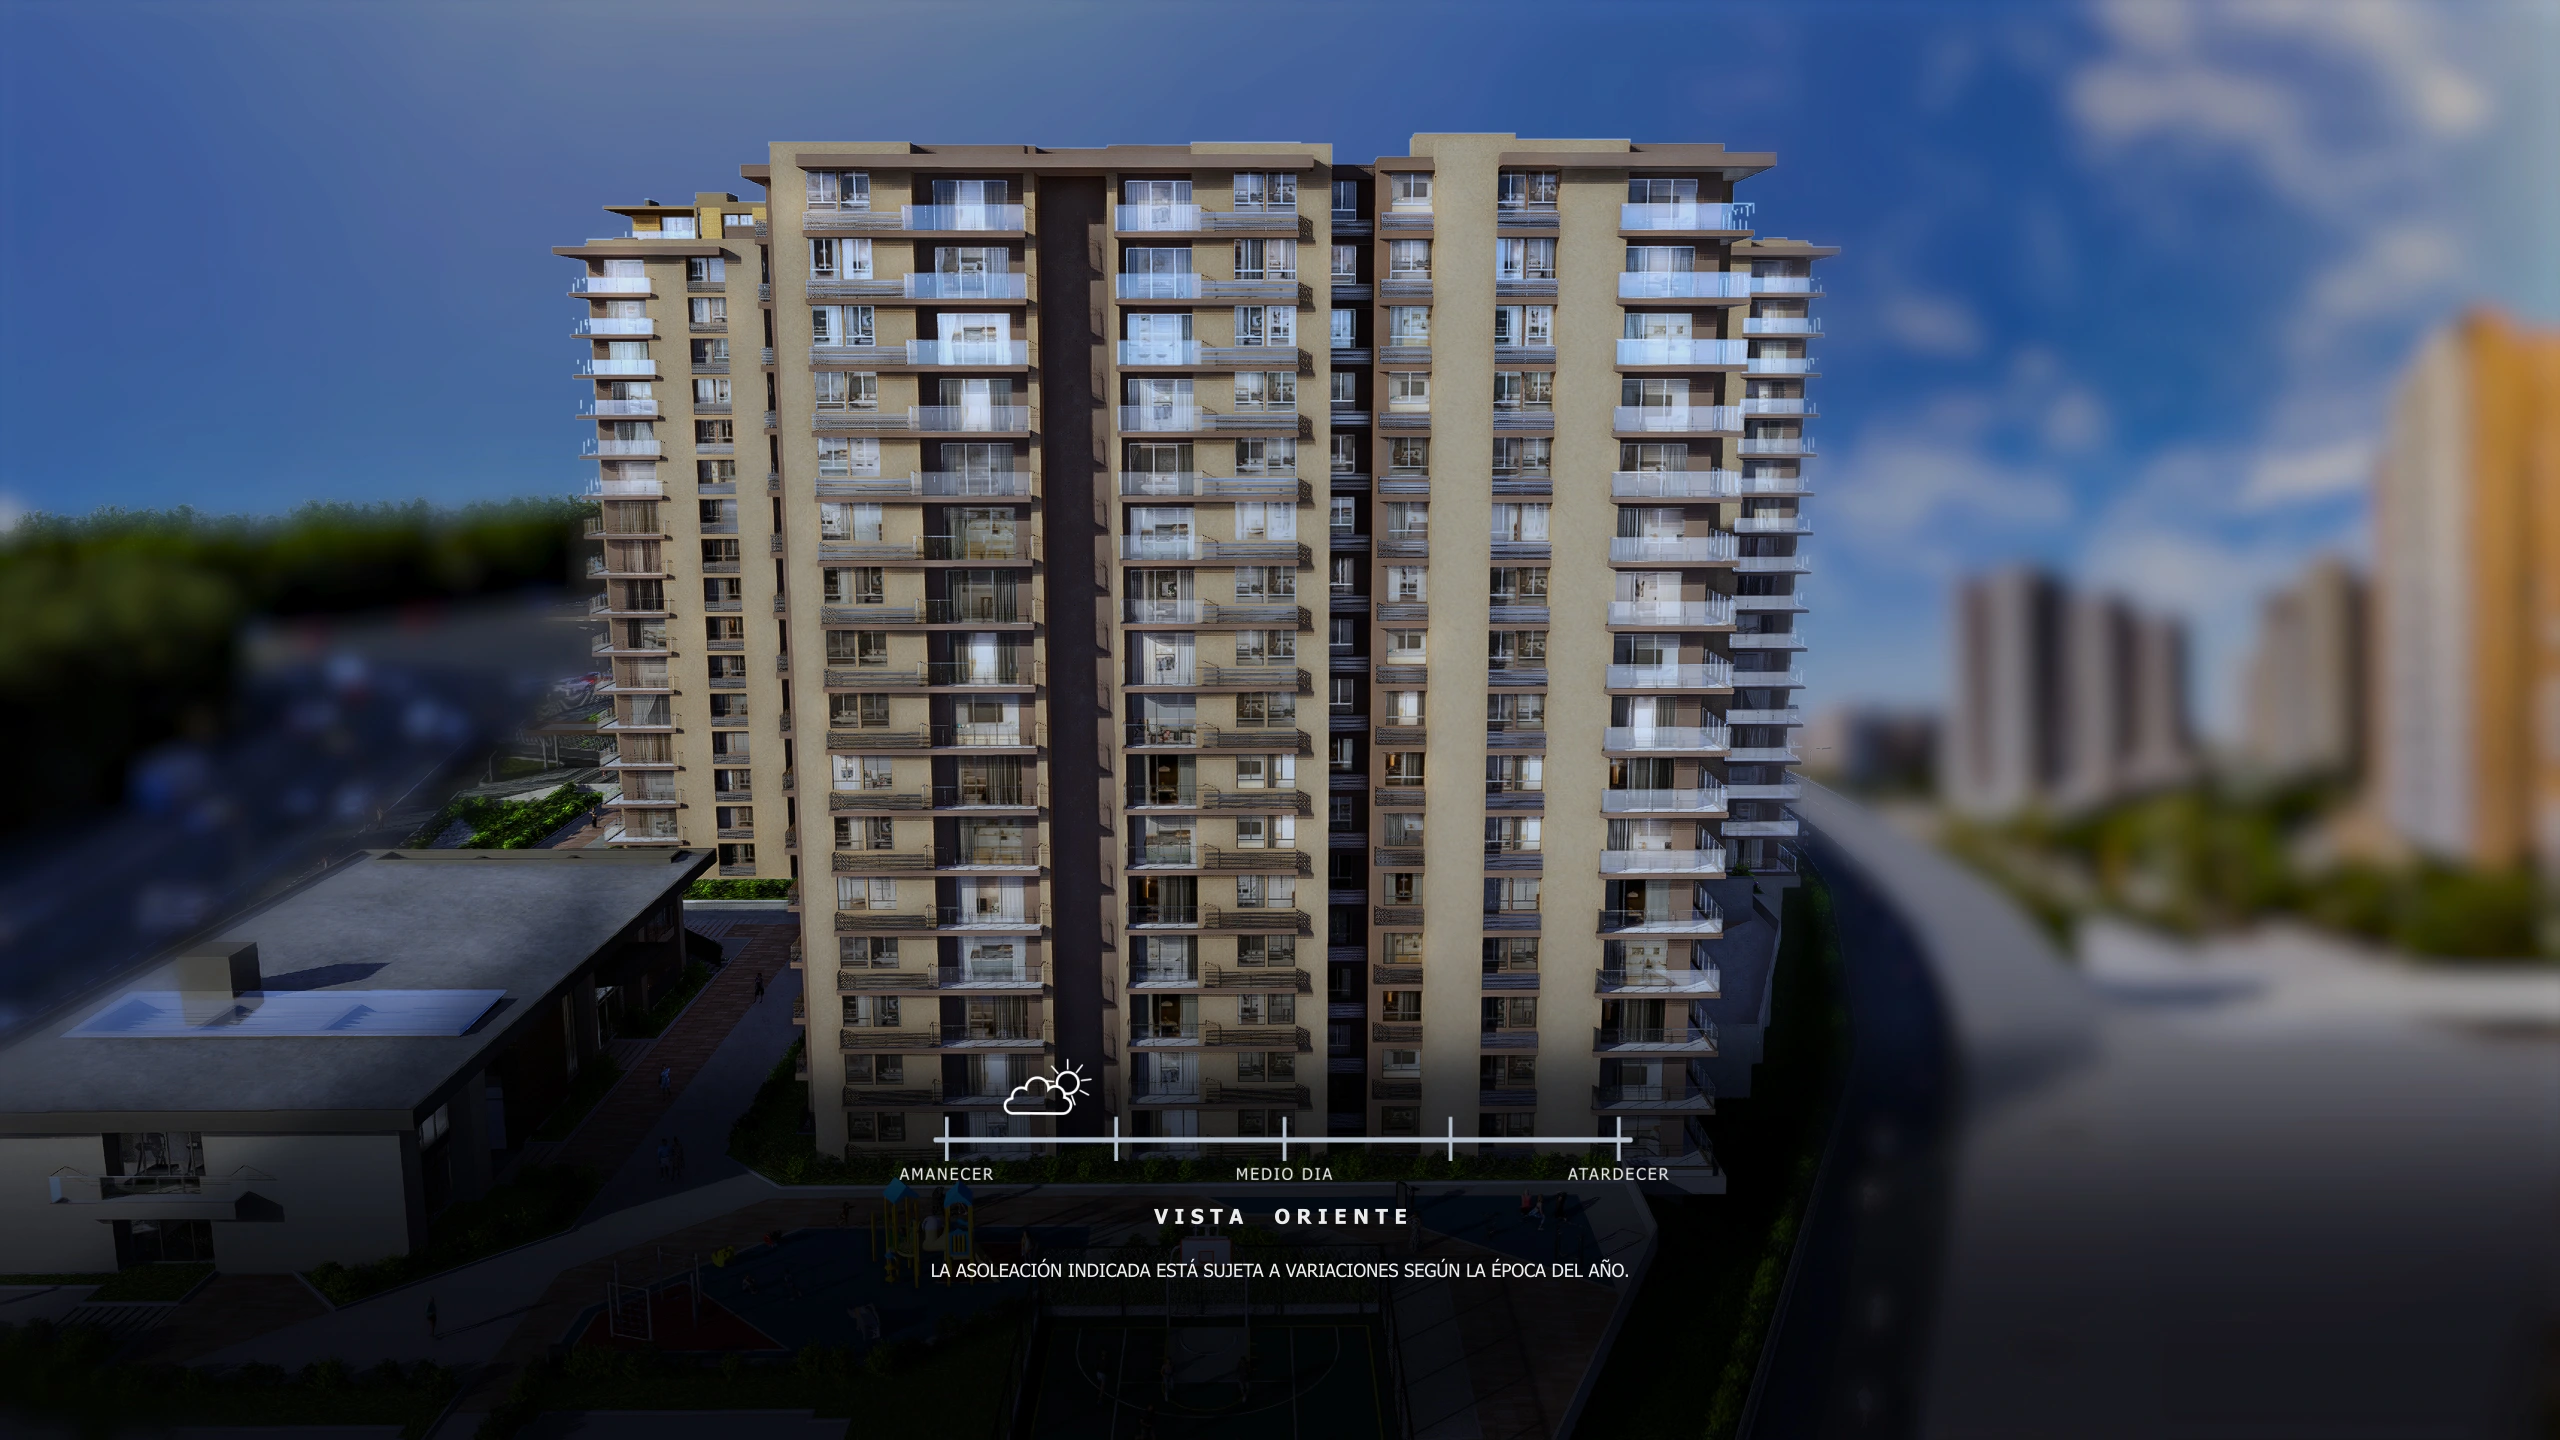 AMANECER MEDIO DIA ATARDECER
VISTA ORIENTE
LA ASOLEACIÓN INDICADA ESTÁ SUJETA A VARIACIONES SEGÚN LA ÉPOCA DEL AÑO.